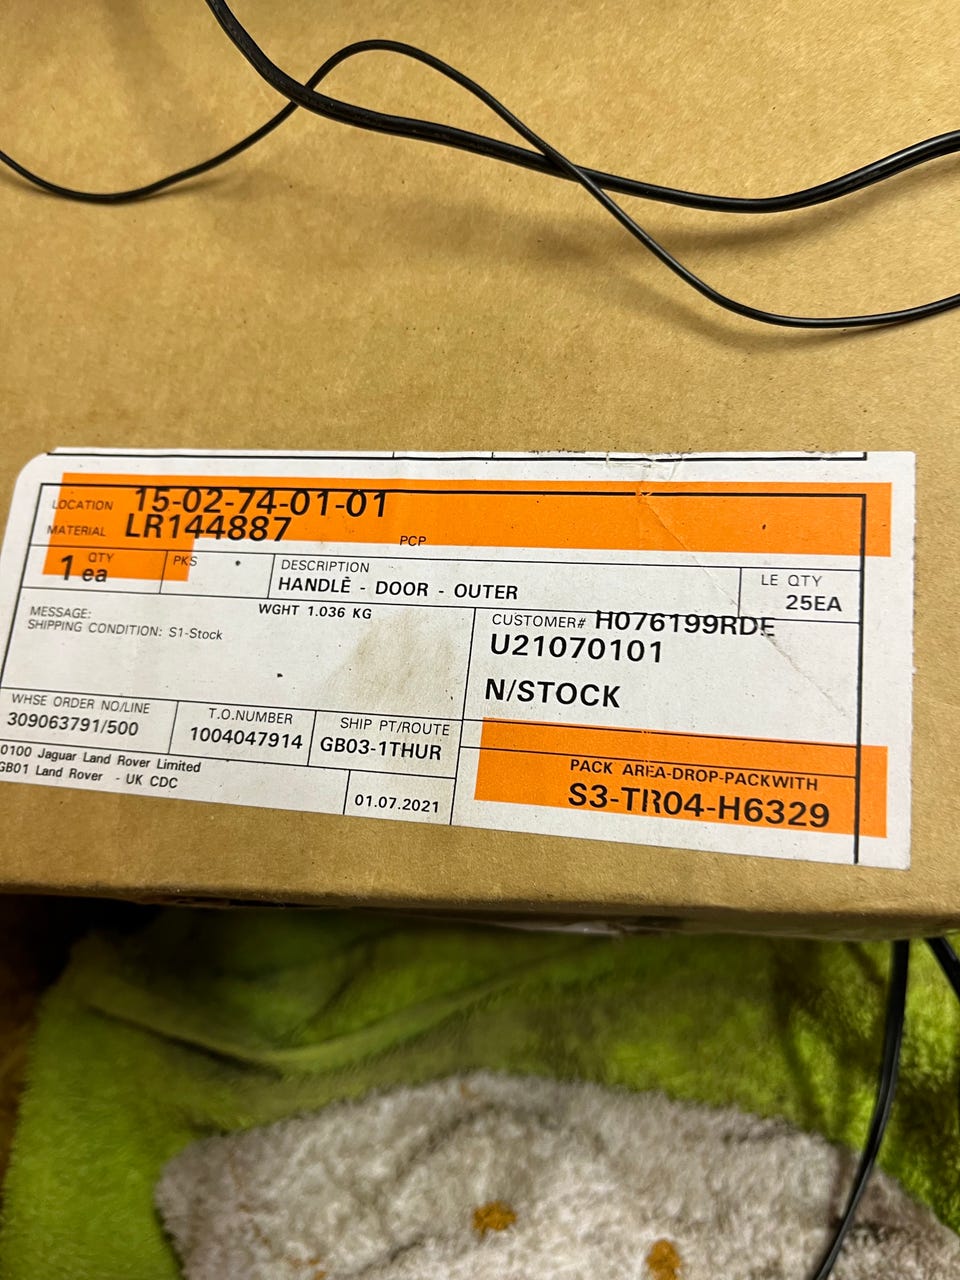 LOCATION 15-02-74-01-01
MATERIAL LR144887
PCP
QTY 1 ea
PKS
DESCRIPTION
HANDLE - DOOR - OUTER
LE QTY
25EA
MESSAGE:
WGHT 1.036 KG
SHIPPING CONDITION: S1-Stock
CUSTOMER# H076199RDE
U21070101
N/STOCK
WHSE ORDER NO/LINE
309063791/500
T.O.NUMBER
1004047914
SHIP PT/ROUTE
GB03-1THUR
0100 Jaguar Land Rover Limited
GB01 Land Rover - UK CDC
01.07.2021
PACK AREA-DROP-PACKWITH
S3-TR04-H6329